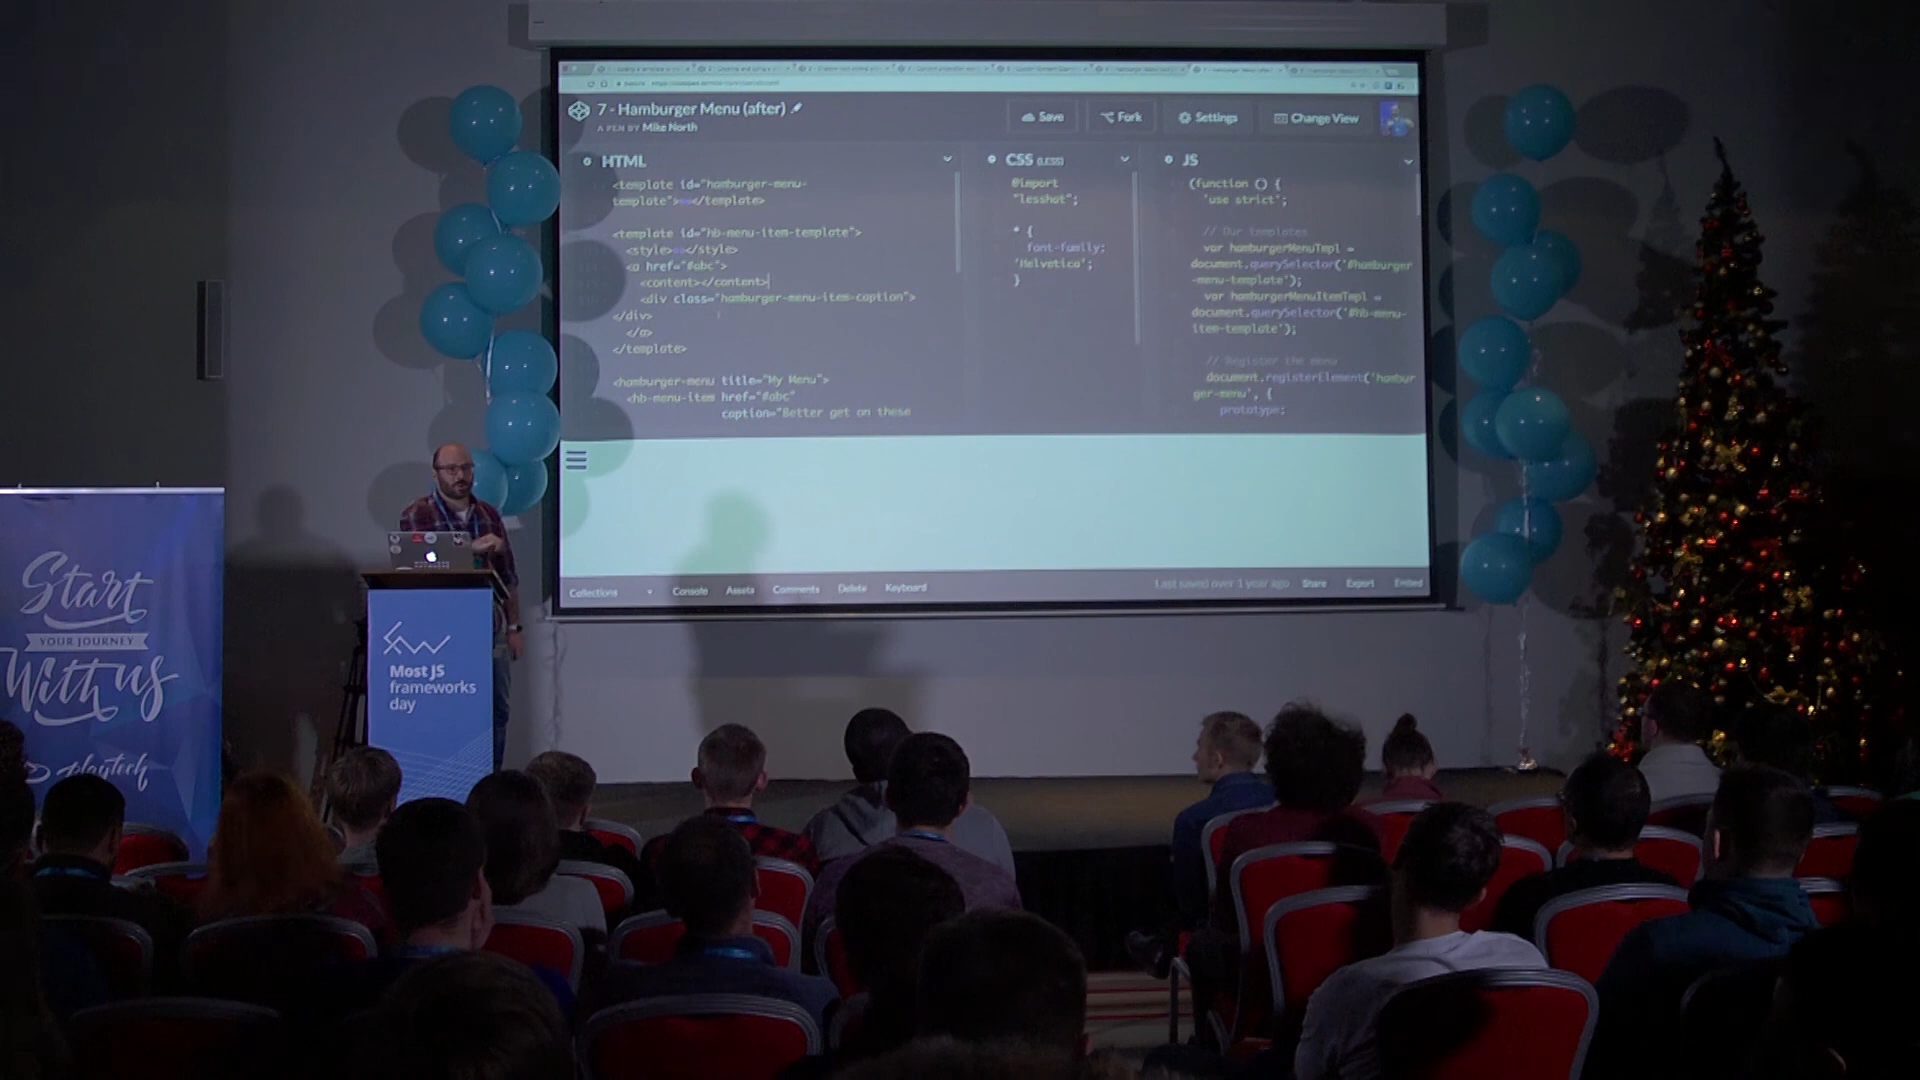 7 - Hamburger Menu (after)
A PEN BY Mike North
Save
Fork
Settings
Change View
HTML
<template id="hamburger-menu-
template"></template>
<template id="hb-menu-item-template">
<style></style>
<a href="#abc">
<content></content>
<div class="hamburger-menu-item-caption">
</div>
</a>
</template>
<hamburger-menu title="My Menu">
<hb-menu-item href="#abc"
caption="Better get on these
CSS (LESS)
@import
"lesshat";
* {
font-family:
'Helvetica';
}
JS
(function () {
'use strict';
// Our templates
var hamburgerMenuTmpl =
document.querySelector('#hamburger
-menu-template');
var hamburgerMenuItemTmpl =
document.querySelector('#hb-menu-
item-template');
// Register the menu
document.registerElement('hambur
ger-menu', {
prototype:
Collections
Console
Assets
Comments
Delete
Keyboard
Last saved over 1 year ago
Share
Export
Embed
Start
YOUR JOURNEY
With us
playtech
Most JS
frameworks
day